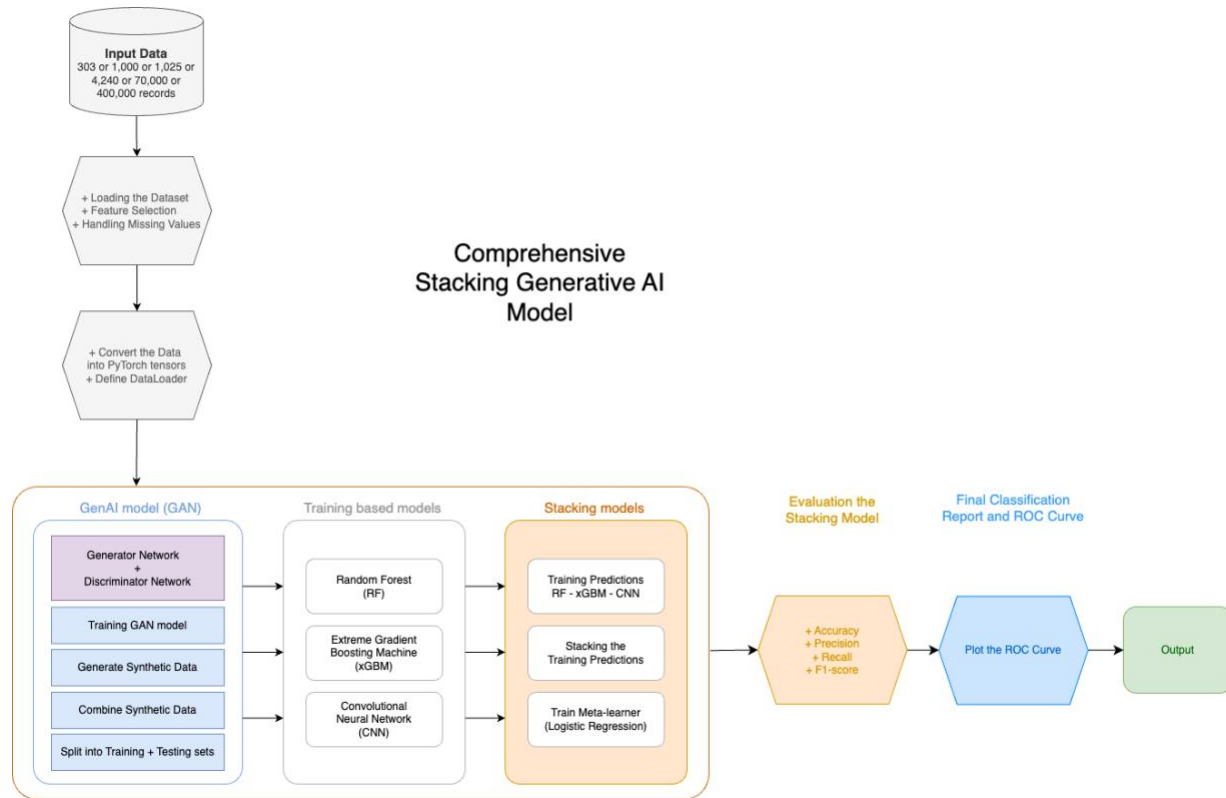 Input Data
303 or 1,000 or 1,025 or
4,240 or 70,000 or
400,000 records
+ Loading the Dataset
+ Feature Selection
+ Handling Missing Values
Comprehensive
Stacking Generative AI
Model
+ Convert the Data
into PyTorch tensors
+ Define DataLoader
GenAI model (GAN)
Generator Network
+
Discriminator Network
Training GAN model
Generate Synthetic Data
Combine Synthetic Data
Split into Training + Testing sets
Training based models
Random Forest
(RF)
Extreme Gradient
Boosting Machine
(xGBM)
Convolutional
Neural Network
(CNN)
Stacking models
Training Predictions
RF - xGBM - CNN
Stacking the
Training Predictions
Train Meta-learner
(Logistic Regression)
Evaluation the
Stacking Model
+ Accuracy
+ Precision
+ Recall
+ F1-score
Final Classification
Report and ROC Curve
Plot the ROC Curve
Output